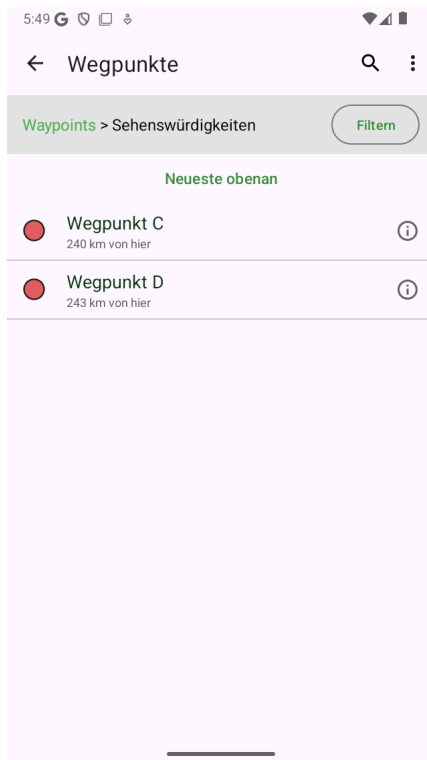 5:49
Wegpunkte
Waypoints > Sehenswürdigkeiten
Filtern
Neueste obenan
Wegpunkt C
240 km von hier
Wegpunkt D
243 km von hier